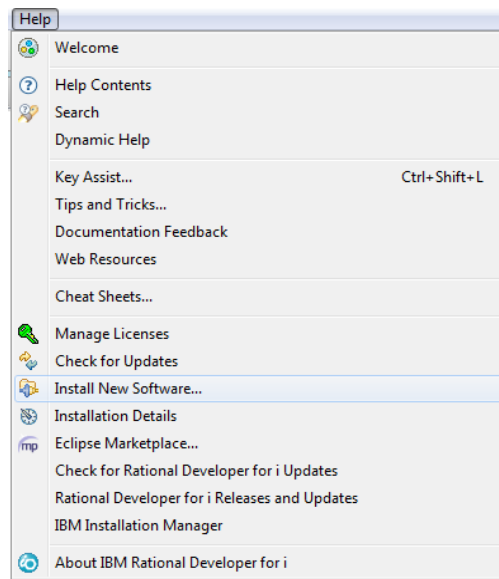 Help
Welcome
Help Contents
Search
Dynamic Help
Key Assist... Ctrl+Shift+L
Tips and Tricks...
Documentation Feedback
Web Resources
Cheat Sheets...
Manage Licenses
Check for Updates
Install New Software...
Installation Details
mp Eclipse Marketplace...
Check for Rational Developer for i Updates
Rational Developer for i Releases and Updates
IBM Installation Manager
About IBM Rational Developer for i